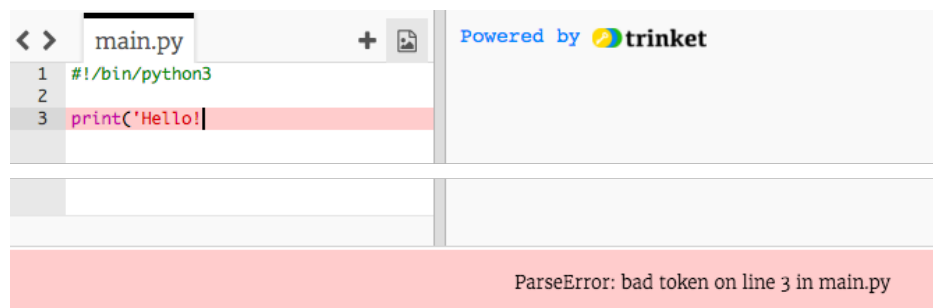 main.py
Powered by trinket
1 #!/bin/python3
2
3 print('Hello!
ParseError: bad token on line 3 in main.py